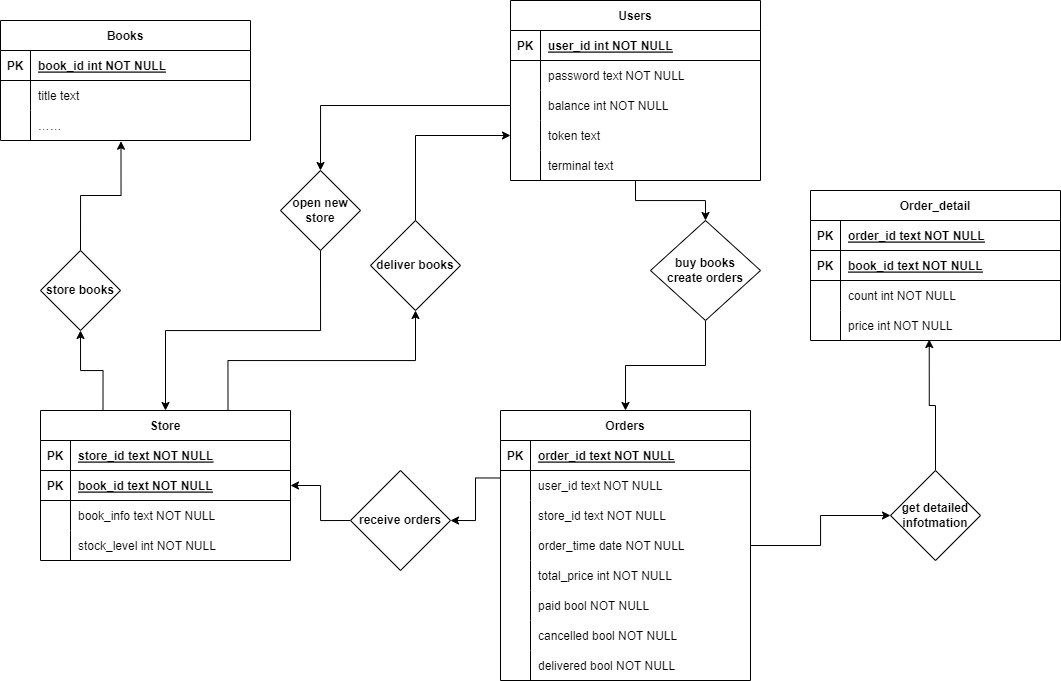 Books
PK book_id int NOT NULL
title text
......
Users
PK user_id int NOT NULL
password text NOT NULL
balance int NOT NULL
token text
terminal text
open new
store
deliver books
store books
buy books
create orders
Order_detail
PK order_id text NOT NULL
PK book_id text NOT NULL
count int NOT NULL
price int NOT NULL
Store
PK store_id text NOT NULL
PK book_id text NOT NULL
book_info text NOT NULL
stock_level int NOT NULL
receive orders
Orders
PK order_id text NOT NULL
user_id text NOT NULL
store_id text NOT NULL
order_time date NOT NULL
total_price int NOT NULL
paid bool NOT NULL
cancelled bool NOT NULL
delivered bool NOT NULL
get detailed
infotmation